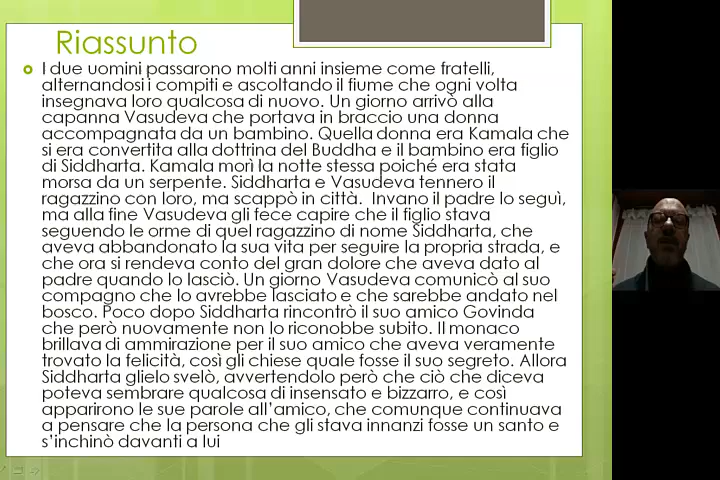 Riassunto
I due uomini passarono molti anni insieme come fratelli,
alternandosi i compiti e ascoltando il fiume che ogni volta
insegnava loro qualcosa di nuovo. Un giorno arrivò alla
capanna Vasudeva che portava in braccio una donna
accompagnata da un bambino. Quella donna era Kamala che
si era convertita alla dottrina del Buddha e il bambino era figlio
di Siddharta. Kamala morì la notte stessa poiché era stata
morsa da un serpente. Siddharta e Vasudeva tennero il
ragazzino con loro, ma scappò in città. Invano il padre lo seguì,
ma alla fine Vasudeva gli fece capire che il figlio stava
seguendo le orme di quel ragazzino di nome Siddharta, che
aveva abbandonato la sua vita per seguire la propria strada, e
che ora si rendeva conto del gran dolore che aveva dato al
padre quando lo lasciò. Un giorno Vasudeva comunicò al suo
compagno che lo avrebbe lasciato e che sarebbe andato nel
bosco. Poco dopo Siddharta rincontrò il suo amico Govinda
che però nuovamente non lo riconobbe subito. Il monaco
brillava di ammirazione per il suo amico che aveva veramente
trovato la felicità, così gli chiese quale fosse il suo segreto. Allora
Siddharta glielo svelò, avvertendolo però che ciò che diceva
poteva sembrare qualcosa di insensato e bizzarro, e così
apparirono le sue parole all'amico, che comunque continuava
a pensare che la persona che gli stava innanzi fosse un santo e
s'inchinò davanti a lui